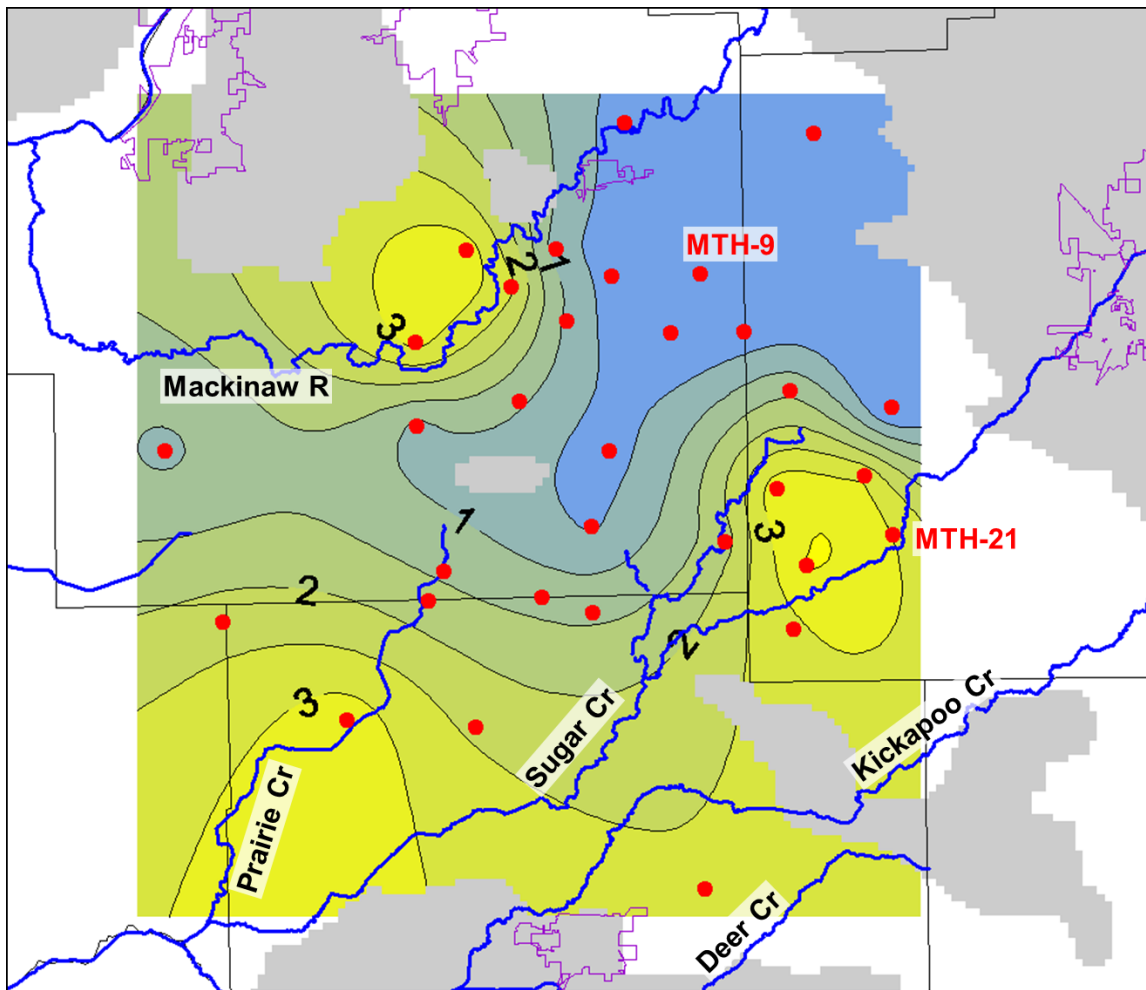 MTH-9
2
1
3
Mackinaw R
1
3
MTH-21
2
2
3
Sugar Cr
Kickapoo Cr
Prairie Cr
Deer Cr